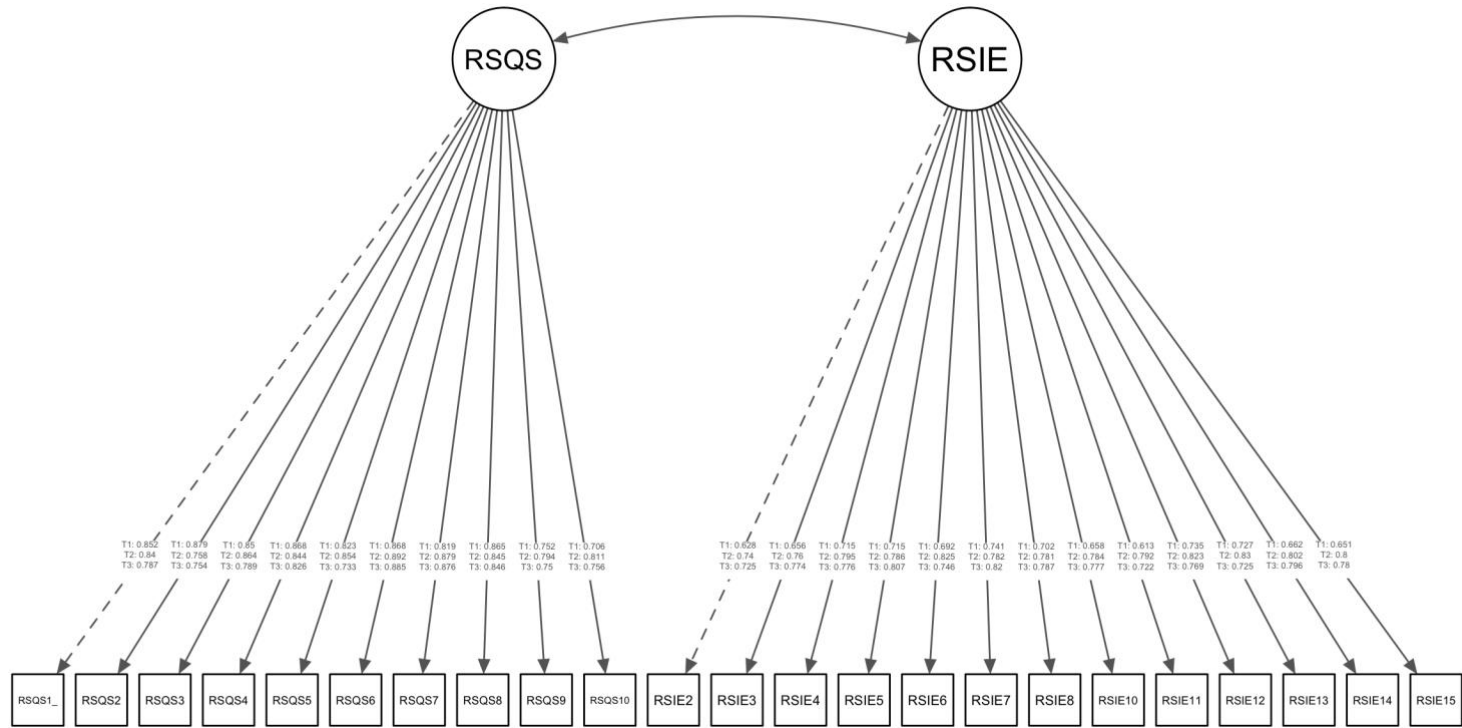 RSQS
RSIE
T1: 0.852
T2: 0.84
T3: 0.787
T1: 0.879
T2: 0.758
T3: 0.754
T1: 0.85
T2: 0.864
T3: 0.789
T1: 0.868
T2: 0.844
T3: 0.826
T1: 0.823
T2: 0.854
T3: 0.733
T1: 0.868
T2: 0.892
T3: 0.885
T1: 0.819
T2: 0.879
T3: 0.876
T1: 0.865
T2: 0.845
T3: 0.846
T1: 0.752
T2: 0.794
T3: 0.75
T1: 0.706
T2: 0.811
T3: 0.756
T1: 0.628
T2: 0.74
T3: 0.725
T1: 0.656
T2: 0.76
T3: 0.774
T1: 0.715
T2: 0.795
T3: 0.776
T1: 0.715
T2: 0.786
T3: 0.807
T1: 0.692
T2: 0.825
T3: 0.746
T1: 0.741
T2: 0.782
T3: 0.82
T1: 0.702
T2: 0.781
T3: 0.787
T1: 0.658
T2: 0.784
T3: 0.777
T1: 0.613
T2: 0.792
T3: 0.722
T1: 0.735
T2: 0.823
T3: 0.769
T1: 0.727
T2: 0.83
T3: 0.725
T1: 0.662
T2: 0.802
T3: 0.796
T1: 0.651
T2: 0.8
T3: 0.78
RSQS1_
RSQS2
RSQS3
RSQS4
RSQS5
RSQS6
RSQS7
RSQS8
RSQS9
RSQS10
RSIE2
RSIE3
RSIE4
RSIE5
RSIE6
RSIE7
RSIE8
RSIE10
RSIE11
RSIE12
RSIE13
RSIE14
RSIE15